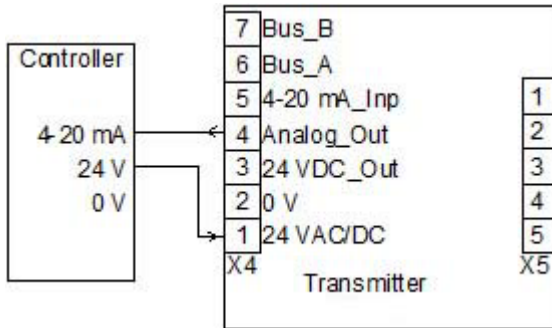 Controller
4-20 mA
24 V
0 V
7 Bus_B
6 Bus_A
5 4-20 mA_Inp
4 Analog_Out
3 24 VDC_Out
2 0 V
1 24 VAC/DC
X4
Transmitter
1
2
3
4
5
X5